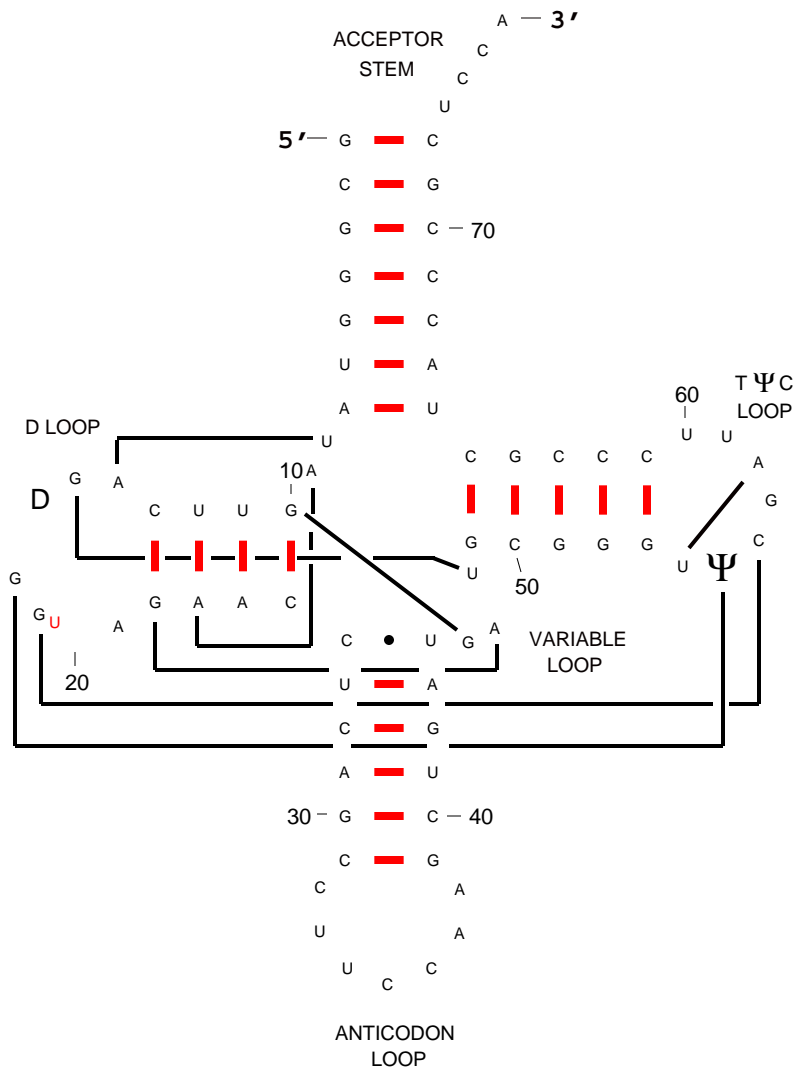 A 3'
ACCEPTOR
STEM
C
C
U
5' G C
C G
G C 70
G C
G C
U A
A U
T Ψ C
LOOP
60
D LOOP
U
U U
C G C C C
A
10 A
G A
D
C U U G
G
G C G G G U Ψ C
U 50
G
G U
A
G A A C
20
C U G A
VARIABLE
LOOP
U A
C G
A U
30 G C 40
C G
C A
U A
U C
C
ANTICODON
LOOP